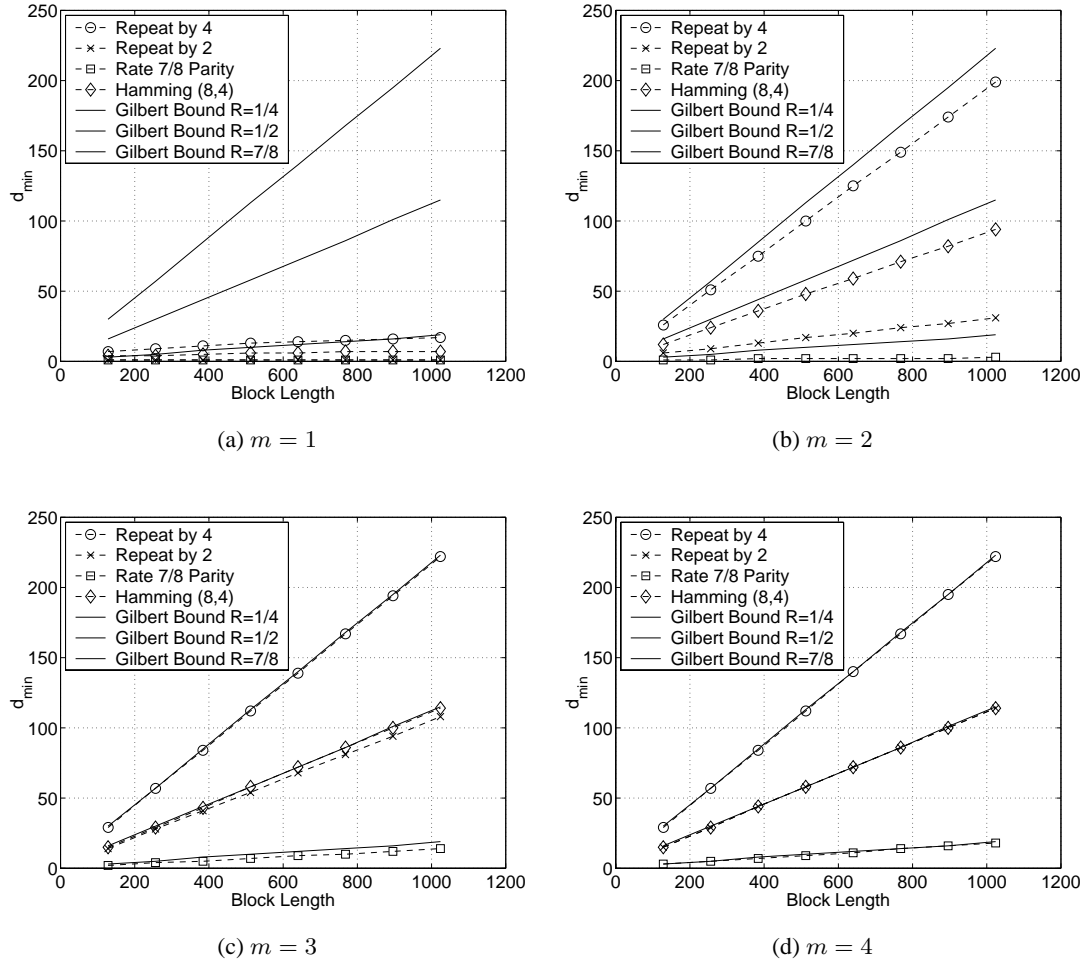 250
200
150
100
50
0
d_min
Repeat by 4
Repeat by 2
Rate 7/8 Parity
Hamming (8,4)
Gilbert Bound R=1/4
Gilbert Bound R=1/2
Gilbert Bound R=7/8
0 200 400 600 800 1000 1200
Block Length
(a) m = 1
250
200
150
100
50
0
d_min
Repeat by 4
Repeat by 2
Rate 7/8 Parity
Hamming (8,4)
Gilbert Bound R=1/4
Gilbert Bound R=1/2
Gilbert Bound R=7/8
0 200 400 600 800 1000 1200
Block Length
(b) m = 2
250
200
150
100
50
0
d_min
Repeat by 4
Repeat by 2
Rate 7/8 Parity
Hamming (8,4)
Gilbert Bound R=1/4
Gilbert Bound R=1/2
Gilbert Bound R=7/8
0 200 400 600 800 1000 1200
Block Length
(c) m = 3
250
200
150
100
50
0
d_min
Repeat by 4
Repeat by 2
Rate 7/8 Parity
Hamming (8,4)
Gilbert Bound R=1/4
Gilbert Bound R=1/2
Gilbert Bound R=7/8
0 200 400 600 800 1000 1200
Block Length
(d) m = 4